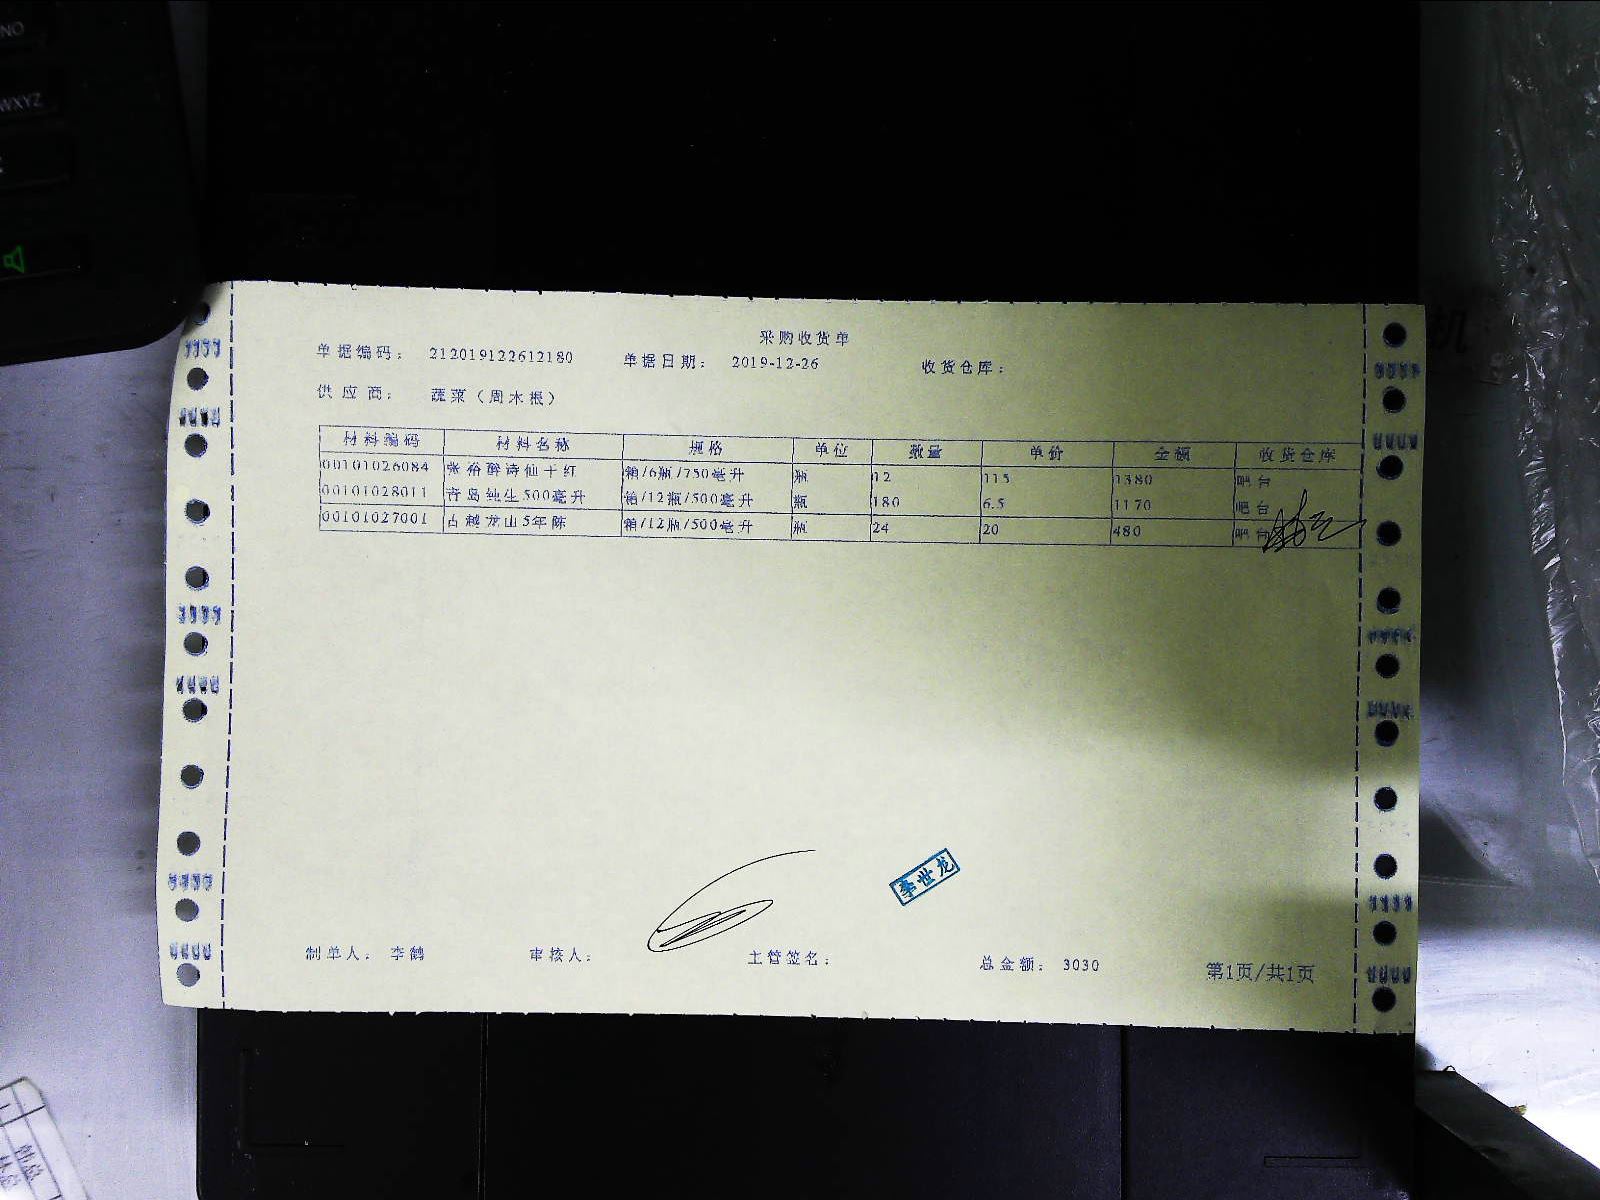 采购收货单
单据编码： 212019122612180 单据日期： 2019-12-26 收货仓库：
供应商： 蔬菜（周水根）
材料编码 材料名称 规格 单位 数量 单价 金额 收货仓库
00101026084 张裕醉诗仙干红 箱/6瓶/750毫升 瓶 12 115 1380 吧台
00101028011 青岛纯生500毫升 箱/12瓶/500毫升 瓶 180 6.5 1170 吧台
00101027001 古越龙山5年陈 箱/12瓶/500毫升 瓶 24 20 480 吧台
李世龙
制单人： 李鹤 审核人： 主管签名： 总金额： 3030 第1页/共1页
WXYZ
机